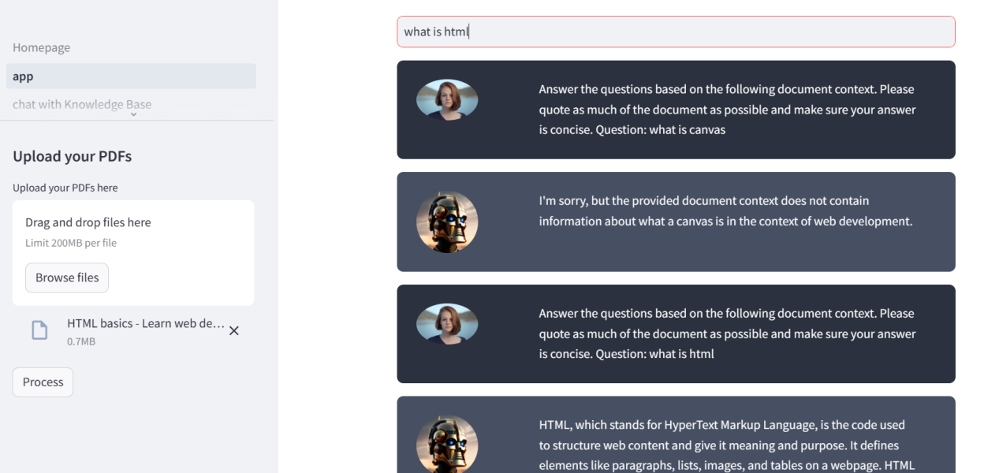 Homepage
app
chat with Knowledge Base
Upload your PDFs
Upload your PDFs here
Drag and drop files here
Limit 200MB per file
Browse files
HTML basics - Learn web de...
0.7MB
Process
what is html
Answer the questions based on the following document context. Please
quote as much of the document as possible and make sure your answer
is concise. Question: what is canvas
I'm sorry, but the provided document context does not contain
information about what a canvas is in the context of web development.
Answer the questions based on the following document context. Please
quote as much of the document as possible and make sure your answer
is concise. Question: what is html
HTML, which stands for HyperText Markup Language, is the code used
to structure web content and give it meaning and purpose. It defines
elements like paragraphs, lists, images, and tables on a webpage. HTML